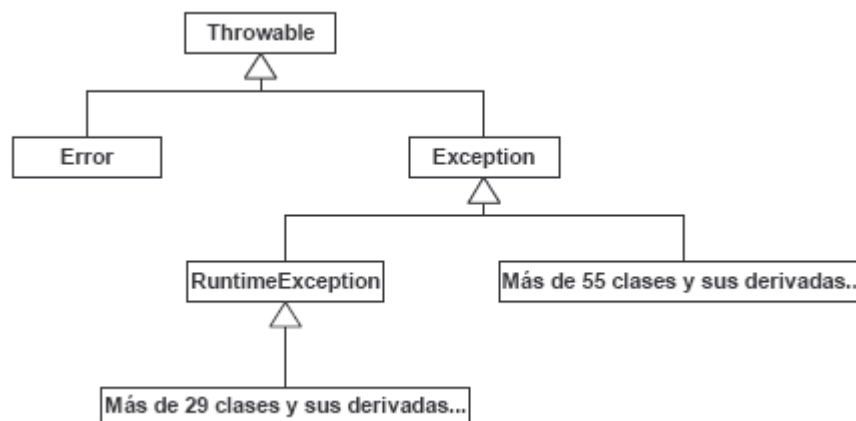 Throwable
Error
Exception
RuntimeException
Más de 55 clases y sus derivadas...
Más de 29 clases y sus derivadas...